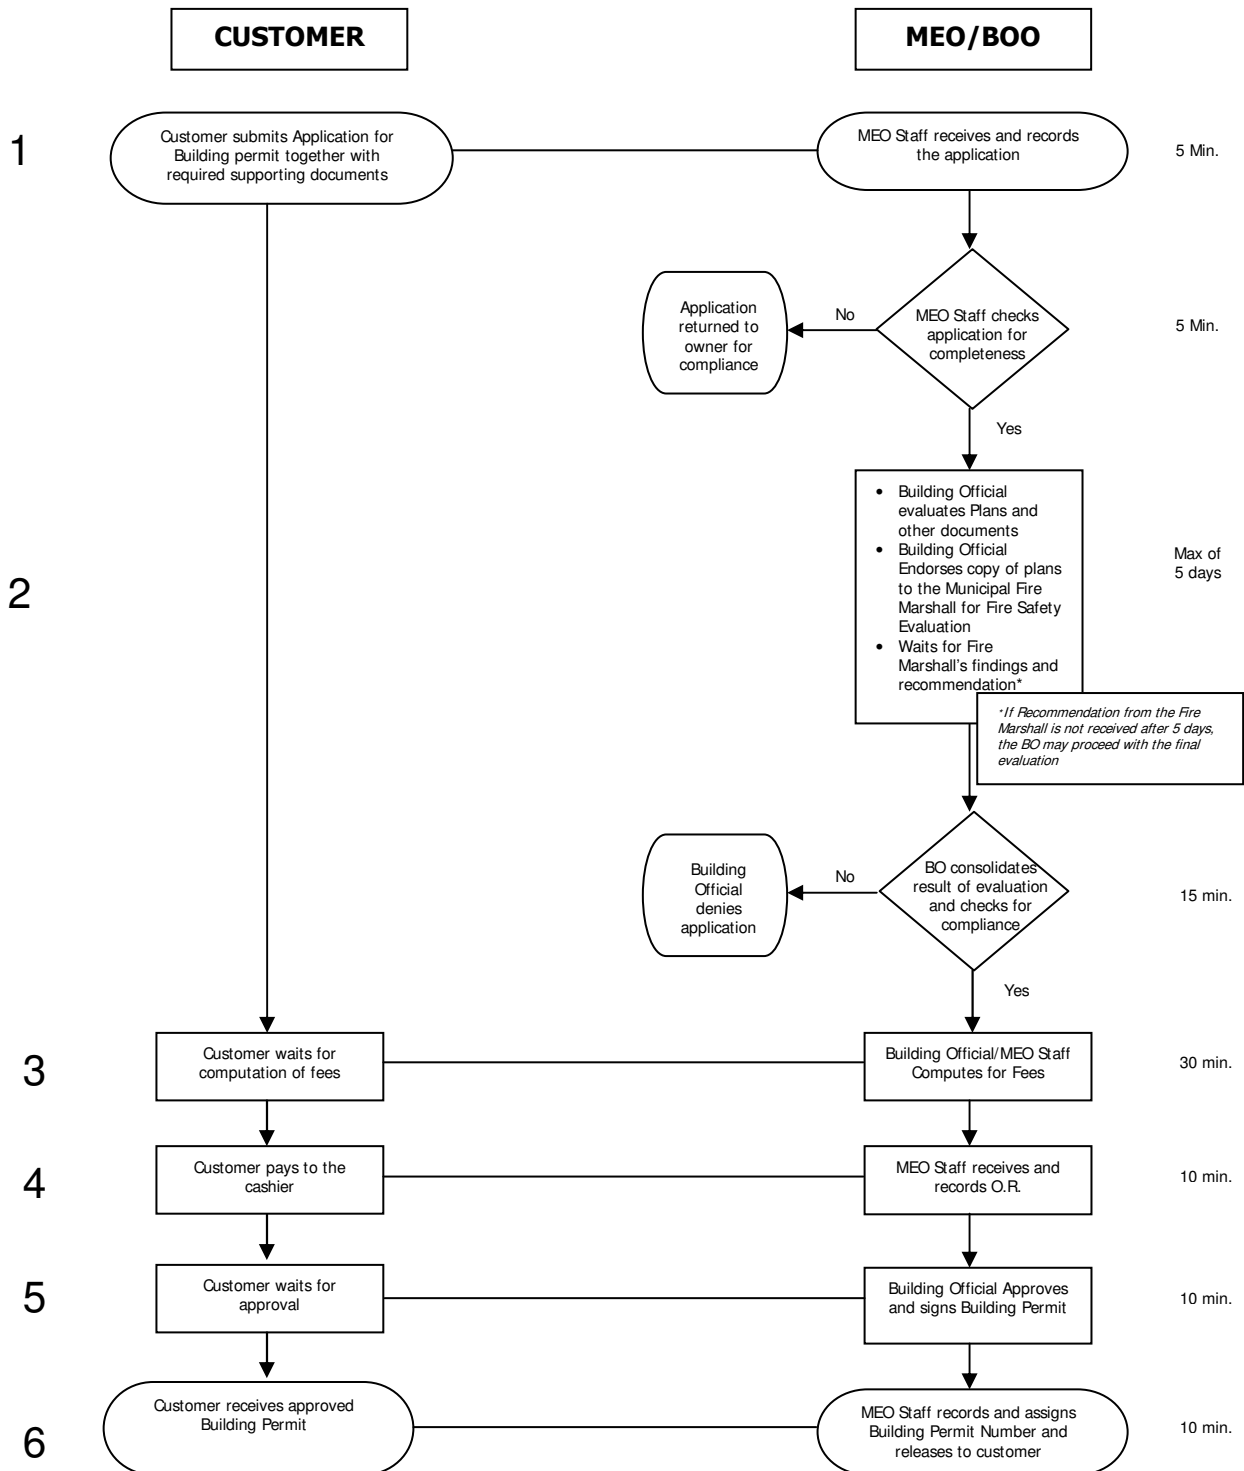 CUSTOMER
MEO/BOO
1
Customer submits Application for
Building permit together with
required supporting documents
MEO Staff receives and records
the application
5 Min.
Application
returned to
owner for
compliance
No
MEO Staff checks
application for
completeness
5 Min.
Yes
2
• Building Official
evaluates Plans and
other documents
• Building Official
Endorses copy of plans
to the Municipal Fire
Marshall for Fire Safety
Evaluation
• Waits for Fire
Marshall's findings and
recommendation*
Max of
5 days
*If Recommendation from the Fire
Marshall is not received after 5 days,
the BO may proceed with the final
evaluation
Building
Official
denies
application
No
BO consolidates
result of evaluation
and checks for
compliance
15 min.
Yes
3
Customer waits for
computation of fees
Building Official/MEO Staff
Computes for Fees
30 min.
4
Customer pays to the
cashier
MEO Staff receives and
records O.R.
10 min.
5
Customer waits for
approval
Building Official Approves
and signs Building Permit
10 min.
6
Customer receives approved
Building Permit
MEO Staff records and assigns
Building Permit Number and
releases to customer
10 min.